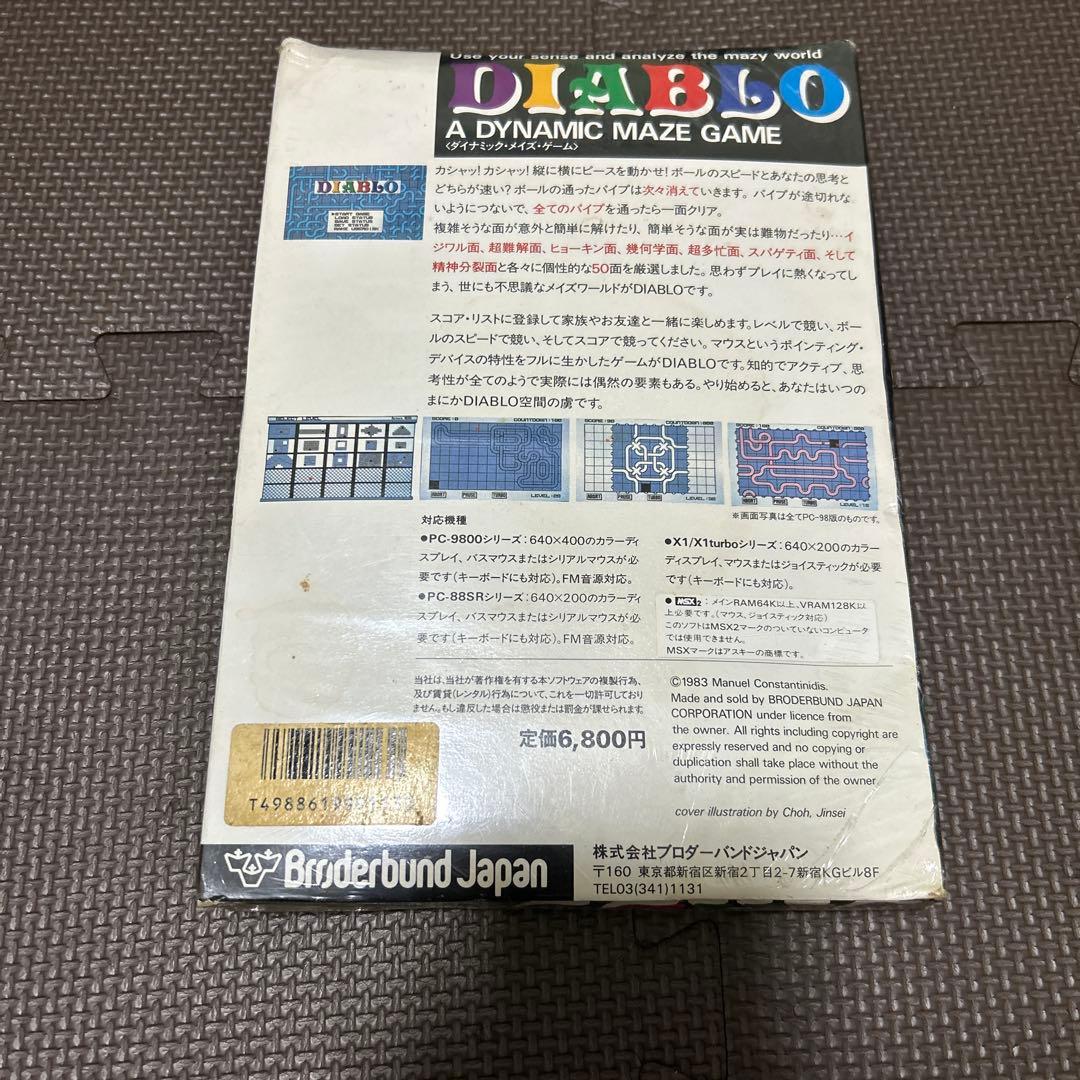 Use your sense and analyze the mazy world
DIABLO
A DYNAMIC MAZE GAME
〈ダイナミック・メイズ・ゲーム〉
DIABLO
START GAME
LOAD STATUS
SAVE STATUS
GET STATUS
MAKE USERDISK
カシャッ!カシャッ!縦に横にピースを動かせ!ボールのスピードとあなたの思考と
どちらが速い?ボールの通ったパイプは次々消えていきます。パイプが途切れな
いようにつないで、全てのパイプを通ったら一面クリア。
複雑そうな面が意外と簡単に解けたり、簡単そうな面が実は難物だったり…イ
ジワル面、超難解面、ヒョーキン面、幾何学面、超多忙面、スパゲティ面、そして
精神分裂面と各々に個性的な50面を厳選しました。思わずプレイに熱くなってし
まう、世にも不思議なメイズワールドがDIABLOです。
スコア・リストに登録して家族やお友達と一緒に楽しめます。レベルで競い、ボー
ルのスピードで競い、そしてスコアで競ってください。マウスというポインティング・
デバイスの特性をフルに生かしたゲームがDIABLOです。知的でアクティブ、思
考性が全てのようで実際には偶然の要素もある。やり始めると、あなたはいつの
まにかDIABLO空間の虜です。
SELECT LEVEL
SCORE:0 COUNTDOWN:100
ABORT PAUSE TURBO
SCORE:90 COUNTDOWN:000
ABORT PAUSE TURBO
SCORE:100 COUNTDOWN:000
ABORT PAUSE TURBO
※画面写真は全てPC-98版のものです。
対応機種
●PC-9800シリーズ:640×400のカラーディ
スプレイ、バスマウスまたはシリアルマウスが必
要です(キーボードにも対応)。FM音源対応。
●PC-88SRシリーズ:640×200のカラーディ
スプレイ、バスマウスまたはシリアルマウスが必
要です(キーボードにも対応)。FM音源対応。
●X1/X1turboシリーズ:640×200のカラー
ディスプレイ、マウスまたはジョイスティックが必要
です(キーボードにも対応)。
●MSX2:メインRAM64K以上、VRAM128K以
上必要です。(マウス、ジョイスティック対応)
このソフトはMSX2マークのついていないコンピュータ
では使用できません。
MSXマークはアスキーの商標です。
当社は、当社が著作権を有する本ソフトウェアの複製行為、
及び賃貸(レンタル)行為について、これを一切許可しており
ません。もし違反した場合は懲役または罰金が課せられます。
定価6,800円
©1983 Manuel Constantinidis.
Made and sold by BRODERBUND JAPAN
CORPORATION under licence from
the owner. All rights including copyright are
expressly reserved and no copying or
duplication shall take place without the
authority and permission of the owner.
cover illustration by Choh, Jinsei
Brøderbund Japan
株式会社ブロダーバンドジャパン
〒160 東京都新宿区新宿2丁目2-7新宿KGビル8F
TEL03(341)1131